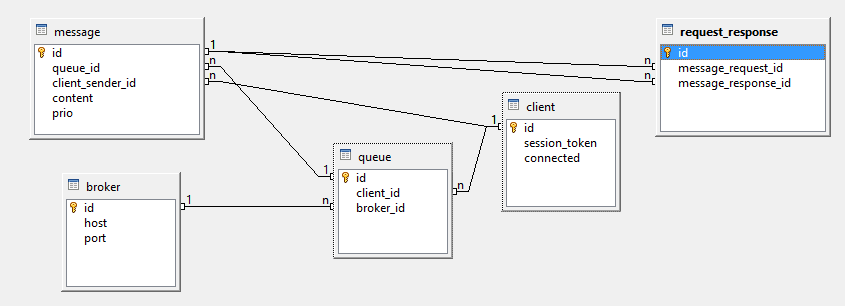 message
id
queue_id
client_sender_id
content
prio
1
n
n
request_response
id
message_request_id
message_response_id
n
n
client
id
session_token
connected
1
queue
id
client_id
broker_id
1
n
n
broker
id
host
port
1